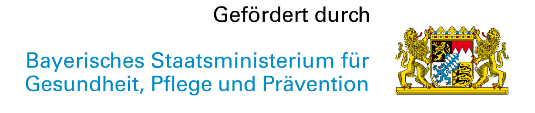 Gefördert durch
Bayerisches Staatsministerium für
Gesundheit, Pflege und Prävention